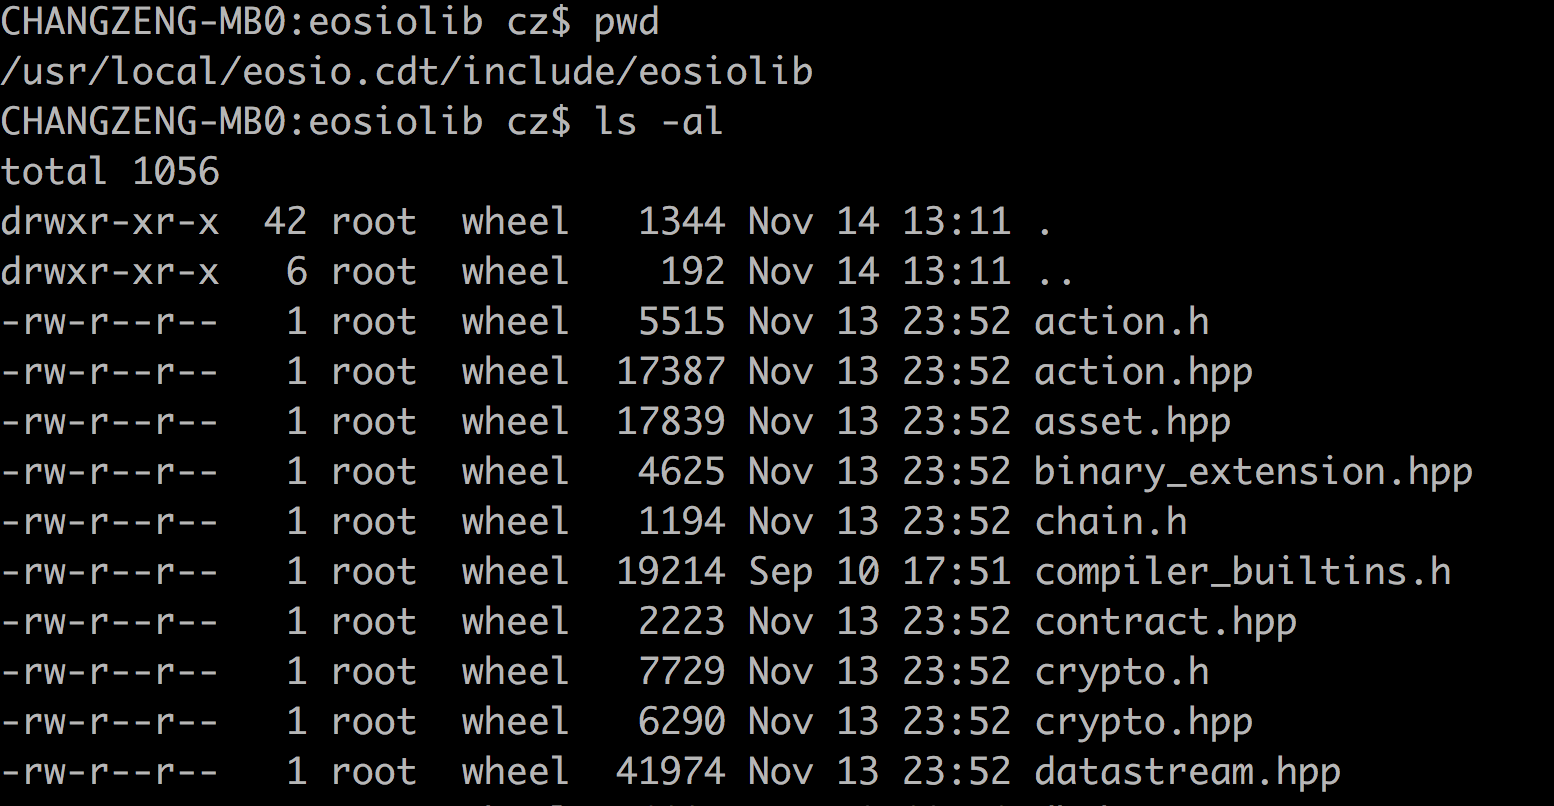 CHANGZENG-MB0:eosiolib cz$ pwd
/usr/local/eosio.cdt/include/eosiolib
CHANGZENG-MB0:eosiolib cz$ ls -al
total 1056
drwxr-xr-x  42 root  wheel   1344 Nov 14 13:11 .
drwxr-xr-x   6 root  wheel    192 Nov 14 13:11 ..
-rw-r--r--   1 root  wheel   5515 Nov 13 23:52 action.h
-rw-r--r--   1 root  wheel  17387 Nov 13 23:52 action.hpp
-rw-r--r--   1 root  wheel  17839 Nov 13 23:52 asset.hpp
-rw-r--r--   1 root  wheel   4625 Nov 13 23:52 binary_extension.hpp
-rw-r--r--   1 root  wheel   1194 Nov 13 23:52 chain.h
-rw-r--r--   1 root  wheel  19214 Sep 10 17:51 compiler_builtins.h
-rw-r--r--   1 root  wheel   2223 Nov 13 23:52 contract.hpp
-rw-r--r--   1 root  wheel   7729 Nov 13 23:52 crypto.h
-rw-r--r--   1 root  wheel   6290 Nov 13 23:52 crypto.hpp
-rw-r--r--   1 root  wheel  41974 Nov 13 23:52 datastream.hpp